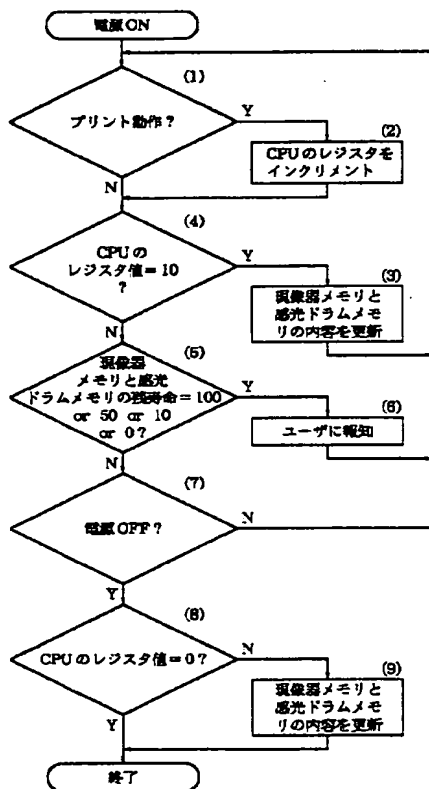 電源ON
(1)
プリント動作?
Y
N
(2)
CPUのレジスタを
インクリメント
(4)
CPUの
レジスタ値=10
?
Y
N
(3)
現像器メモリと
感光ドラムメモ
リの内容を更新
(5)
現像器
メモリと感光
ドラムメモリの残寿命=100
or 50 or 10
or 0?
Y
N
(6)
ユーザに報知
(7)
電源OFF?
N
Y
(8)
CPUのレジスタ値=0?
N
Y
(9)
現像器メモリと
感光ドラムメモ
リの内容を更新
終了